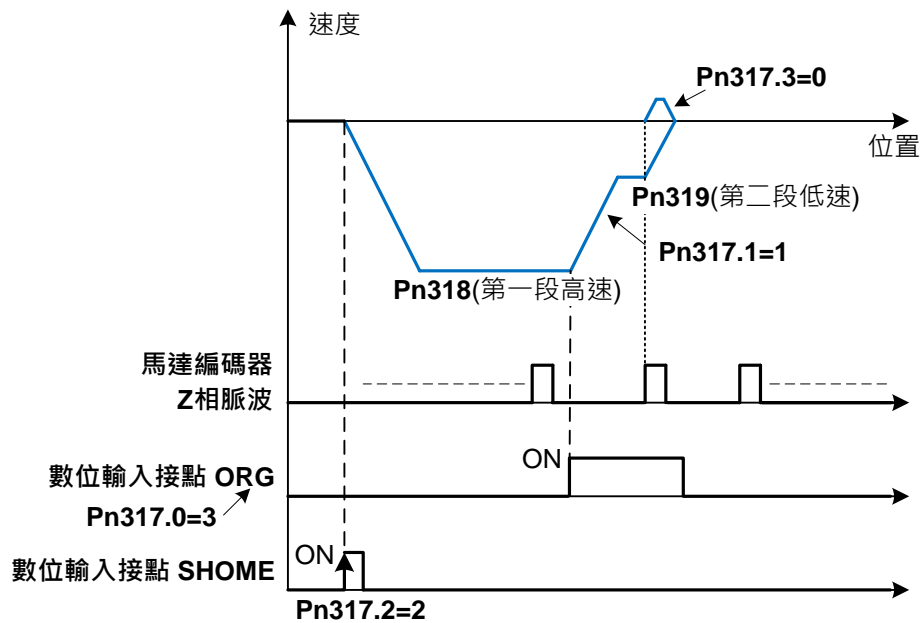 速度
Pn317.3=0
位置
Pn319(第二段低速)
Pn317.1=1
Pn318(第一段高速)
馬達編碼器
Z相脈波
ON
數位輸入接點 ORG
Pn317.0=3
ON
數位輸入接點 SHOME
Pn317.2=2